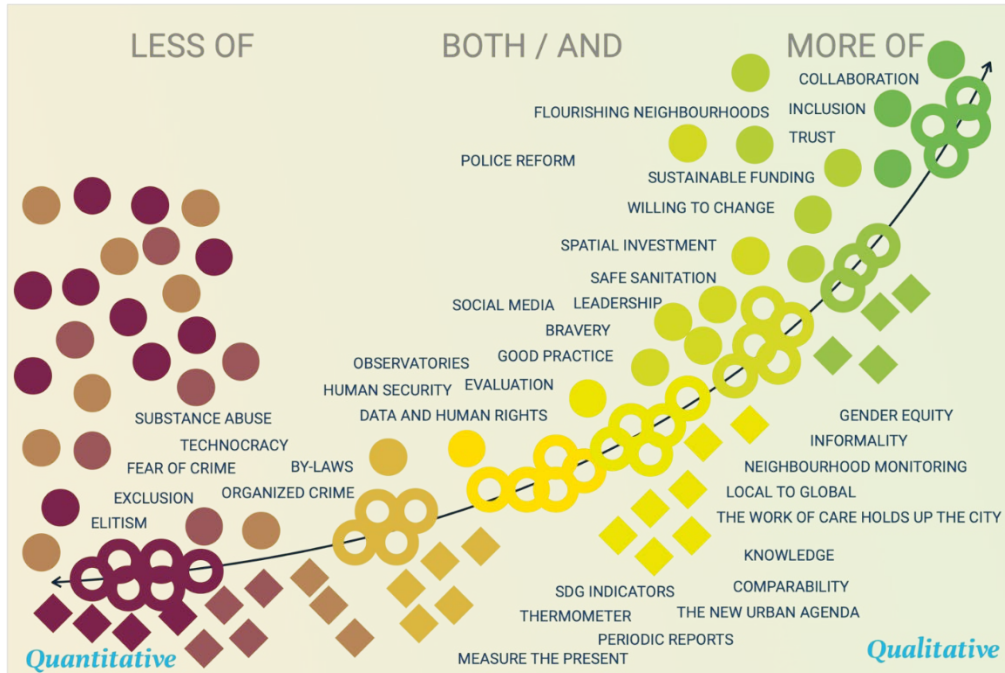 LESS OF
BOTH / AND
MORE OF
COLLABORATION
FLOURISHING NEIGHBOURHOODS
INCLUSION
TRUST
POLICE REFORM
SUSTAINABLE FUNDING
WILLING TO CHANGE
SPATIAL INVESTMENT
SAFE SANITATION
SOCIAL MEDIA
LEADERSHIP
BRAVERY
OBSERVATORIES
GOOD PRACTICE
HUMAN SECURITY
EVALUATION
DATA AND HUMAN RIGHTS
SUBSTANCE ABUSE
TECHNOCRACY
FEAR OF CRIME
BY-LAWS
EXCLUSION
ORGANIZED CRIME
ELITISM
GENDER EQUITY
INFORMALITY
NEIGHBOURHOOD MONITORING
LOCAL TO GLOBAL
THE WORK OF CARE HOLDS UP THE CITY
KNOWLEDGE
SDG INDICATORS
COMPARABILITY
THERMOMETER
THE NEW URBAN AGENDA
PERIODIC REPORTS
MEASURE THE PRESENT
Quantitative
Qualitative